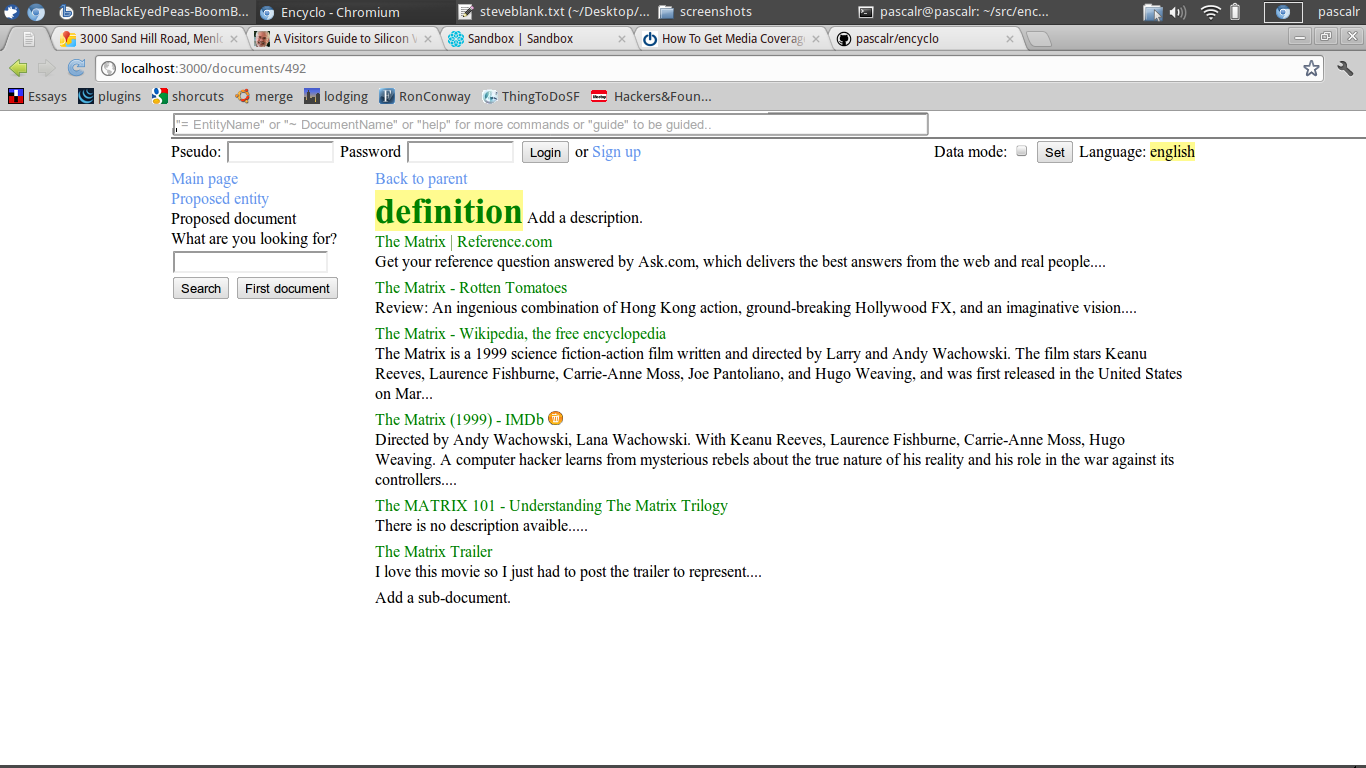 TheBlackEyedPeas-BoomB... Encyclo - Chromium steveblank.txt (~/Desktop/... screenshots pascalr@pascalr: ~/src/enc... pascalr
3000 Sand Hill Road, Menlo A Visitors Guide to Silicon V Sandbox | Sandbox How To Get Media Coverag pascalr/encyclo
localhost:3000/documents/492
Essays plugins shorcuts merge lodging RonConway ThingToDoSF Hackers&Foun...
"= EntityName" or "~ DocumentName" or "help" for more commands or "guide" to be guided..
Pseudo: Password Login or Sign up Data mode: Set Language: english
Main page
Proposed entity
Proposed document
What are you looking for?
Search First document
Back to parent
definition Add a description.
The Matrix | Reference.com
Get your reference question answered by Ask.com, which delivers the best answers from the web and real people....
The Matrix - Rotten Tomatoes
Review: An ingenious combination of Hong Kong action, ground-breaking Hollywood FX, and an imaginative vision....
The Matrix - Wikipedia, the free encyclopedia
The Matrix is a 1999 science fiction-action film written and directed by Larry and Andy Wachowski. The film stars Keanu
Reeves, Laurence Fishburne, Carrie-Anne Moss, Joe Pantoliano, and Hugo Weaving, and was first released in the United States
on Mar...
The Matrix (1999) - IMDb
Directed by Andy Wachowski, Lana Wachowski. With Keanu Reeves, Laurence Fishburne, Carrie-Anne Moss, Hugo
Weaving. A computer hacker learns from mysterious rebels about the true nature of his reality and his role in the war against its
controllers....
The MATRIX 101 - Understanding The Matrix Trilogy
There is no description avaible.....
The Matrix Trailer
I love this movie so I just had to post the trailer to represent....
Add a sub-document.